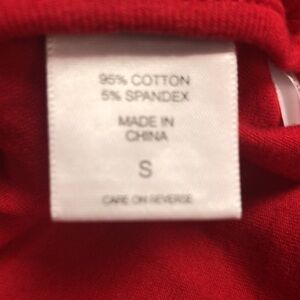 95% COTTON
5% SPANDEX
MADE IN
CHINA
S
CARE ON REVERSE